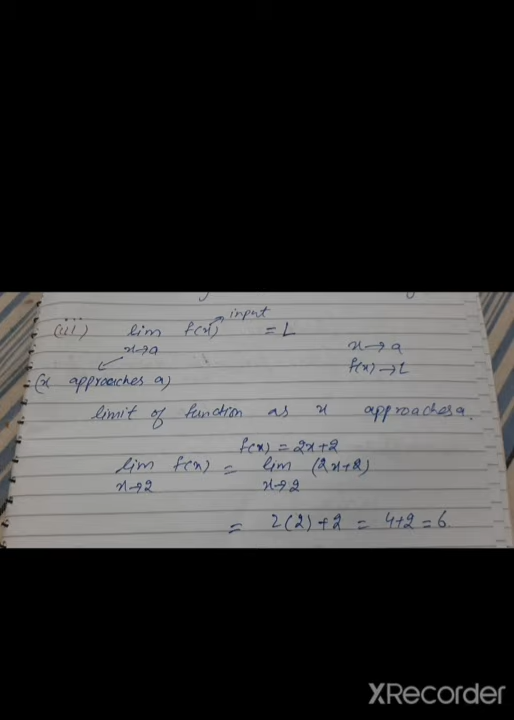 input
(iii) lim f(x) = L
x→a x→a
(x approaches a) f(x)→L
limit of function as x approaches a.
f(x) = 2x+2
lim f(x) = lim (2x+2)
x→2 x→2
= 2(2)+2 = 4+2 = 6.
XRecorder